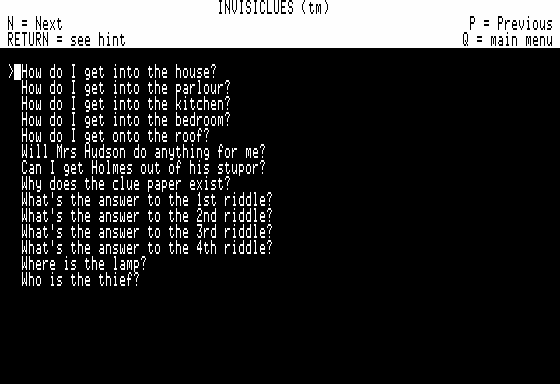 INVISICLUES (tm)
N = Next P = Previous
RETURN = see hint Q = main menu
>How do I get into the house?
How do I get into the parlour?
How do I get into the kitchen?
How do I get into the bedroom?
How do I get onto the roof?
Will Mrs Hudson do anything for me?
Can I get Holmes out of his stupor?
Why does the clue paper exist?
What's the answer to the 1st riddle?
What's the answer to the 2nd riddle?
What's the answer to the 3rd riddle?
What's the answer to the 4th riddle?
Where is the lamp?
Who is the thief?